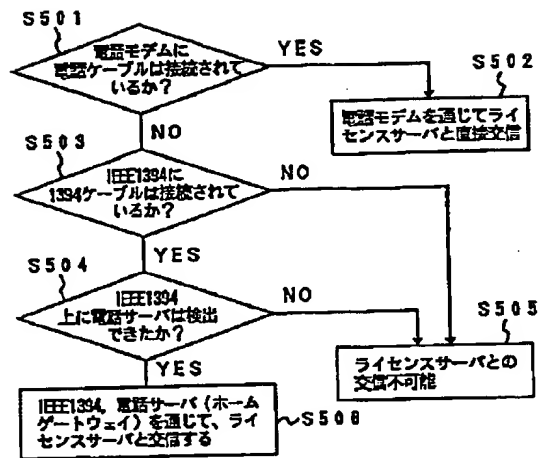 S501
電話モデムに
電話ケーブルは接続されて
いるか？
YES
S502
電話モデムを通じてライ
センスサーバと直接交信
NO
S503
IEEE1394に
1394ケーブルは接続されて
いるか？
NO
YES
S504
IEEE1394
上に電話サーバは検出
できたか？
NO
S505
ライセンスサーバとの
交信不可能
YES
IEEE1394, 電話サーバ（ホーム
ゲートウェイ）を通じて、ライ
センスサーバと交信する
S506